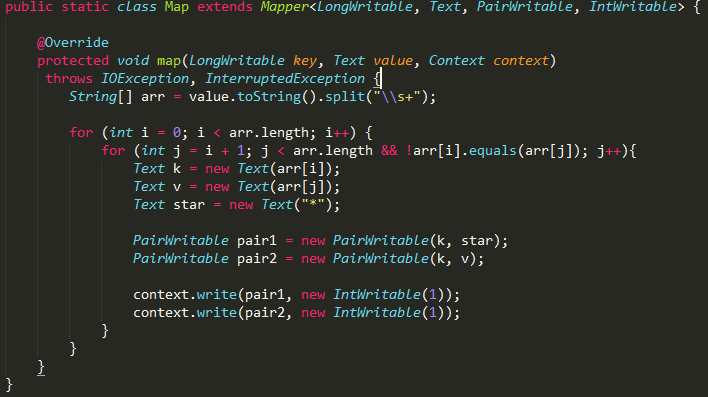 public static class Map extends Mapper<LongWritable, Text, PairWritable, IntWritable> {
@Override
protected void map(LongWritable key, Text value, Context context)
throws IOException, InterruptedException {
String[] arr = value.toString().split("\\s+");
for (int i = 0; i < arr.length; i++) {
for (int j = i + 1; j < arr.length && !arr[i].equals(arr[j]); j++){
Text k = new Text(arr[i]);
Text v = new Text(arr[j]);
Text star = new Text("*");
PairWritable pair1 = new PairWritable(k, star);
PairWritable pair2 = new PairWritable(k, v);
context.write(pair1, new IntWritable(1));
context.write(pair2, new IntWritable(1));
}
}
}
}